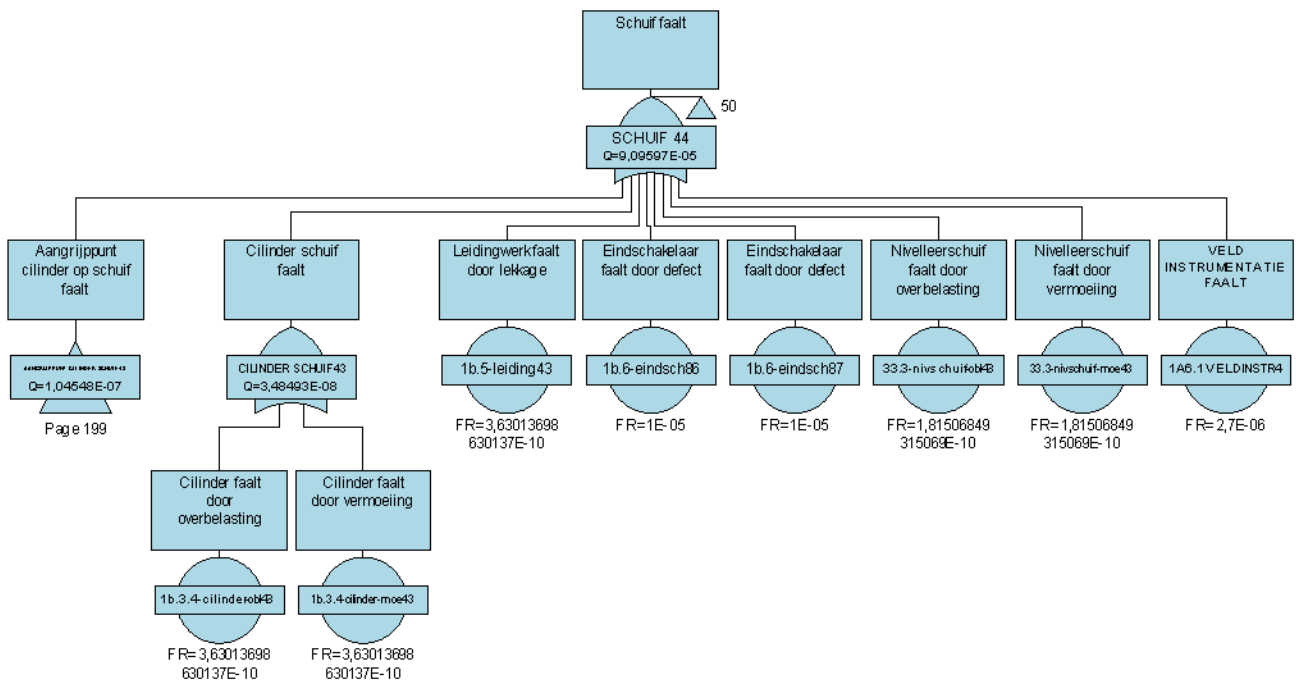 Schuif faalt
50
SCHUIF 44
Q=9,09597E-05
Aangrijppunt
cilinder op schuif
faalt
Cilinder schuif
faalt
Leidingwerkfaalt
door lekkage
Eindschakelaar
faalt door defect
Eindschakelaar
faalt door defect
Nivelleerschuif
faalt door
overbelasting
Nivelleerschuif
faalt door
vermoeiing
VELD
INSTRUMENTATIE
FAALT
AANGRIJPPUNT CILINDER SCHUIF43
Q=1,04548E-07
Page 199
CILINDER SCHUIF43
Q=3,48493E-08
1b.5-leiding43
FR=3,63013698
630137E-10
1b.6-eindsch86
FR=1E-05
1b.6-eindsch87
FR=1E-05
33.3-nivschuifobl43
FR=1,81506849
315069E-10
33.3-nivschuif-moe43
FR=1,81506849
315069E-10
1A6.1VELDINSTR4
FR=2,7E-06
Cilinder faalt
door
overbelasting
Cilinder faalt
door vermoeiing
1b.3.4-cilinderobl43
FR=3,63013698
630137E-10
1b.3.4-cilinder-moe43
FR=3,63013698
630137E-10